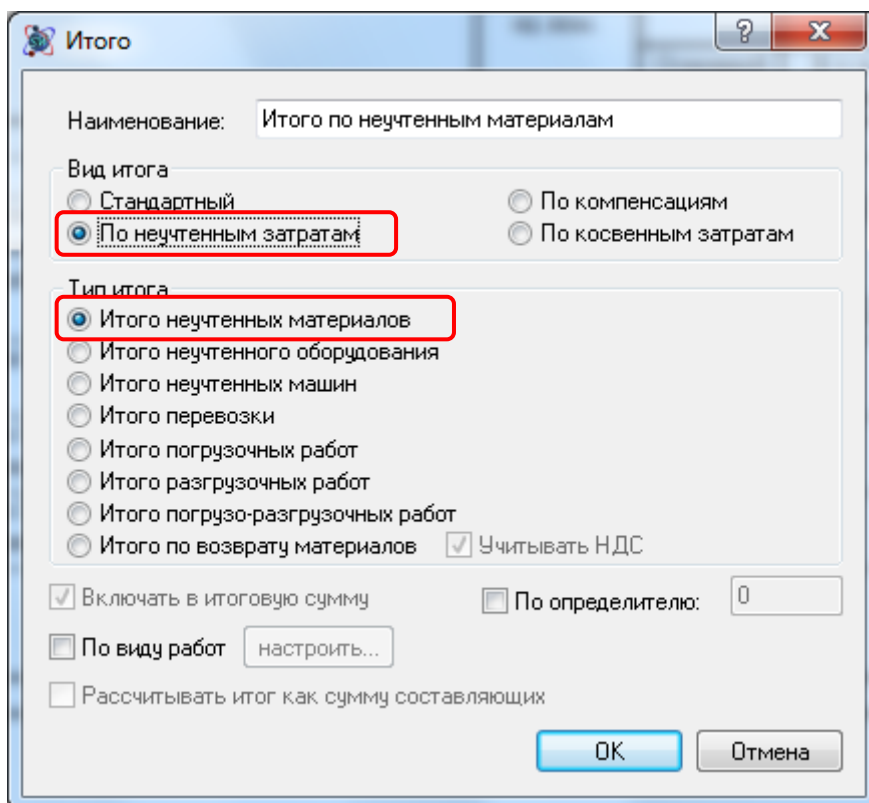 Итого
Наименование: Итого по неучтенным материалам
Вид итога
Стандартный По компенсациям
По неучтенным затратам По косвенным затратам
Тип итога
Итого неучтенных материалов
Итого неучтенного оборудования
Итого неучтенных машин
Итого перевозки
Итого погрузочных работ
Итого разгрузочных работ
Итого погрузо-разгрузочных работ
Итого по возврату материалов Учитывать НДС
Включать в итоговую сумму По определителю: 0
По виду работ настроить...
Рассчитывать итог как сумму составляющих
ОК Отмена